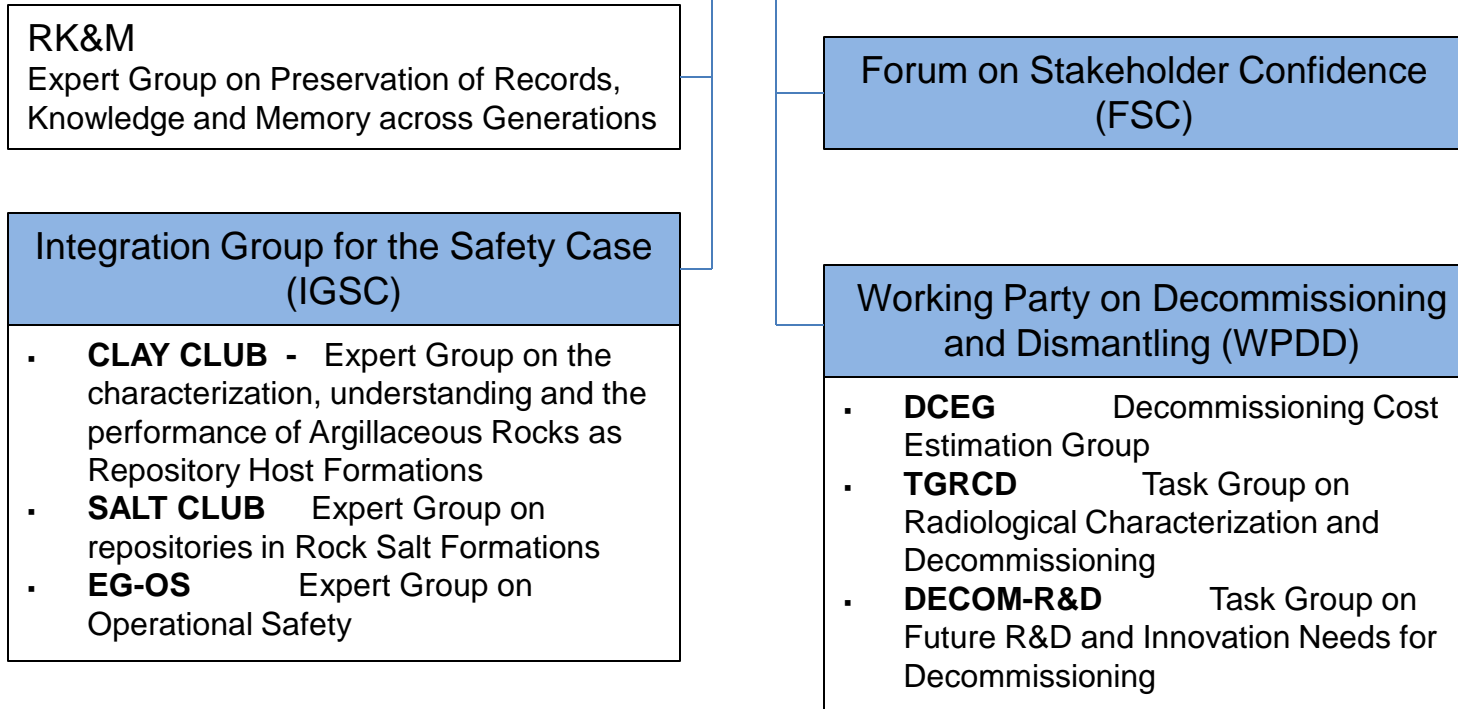 RK&M
Expert Group on Preservation of Records,
Knowledge and Memory across Generations
Integration Group for the Safety Case
(IGSC)
▪ CLAY CLUB - Expert Group on the
characterization, understanding and the
performance of Argillaceous Rocks as
Repository Host Formations
▪ SALT CLUB Expert Group on
repositories in Rock Salt Formations
▪ EG-OS Expert Group on
Operational Safety
Forum on Stakeholder Confidence
(FSC)
Working Party on Decommissioning
and Dismantling (WPDD)
▪ DCEG Decommissioning Cost
Estimation Group
▪ TGRCD Task Group on
Radiological Characterization and
Decommissioning
▪ DECOM-R&D Task Group on
Future R&D and Innovation Needs for
Decommissioning